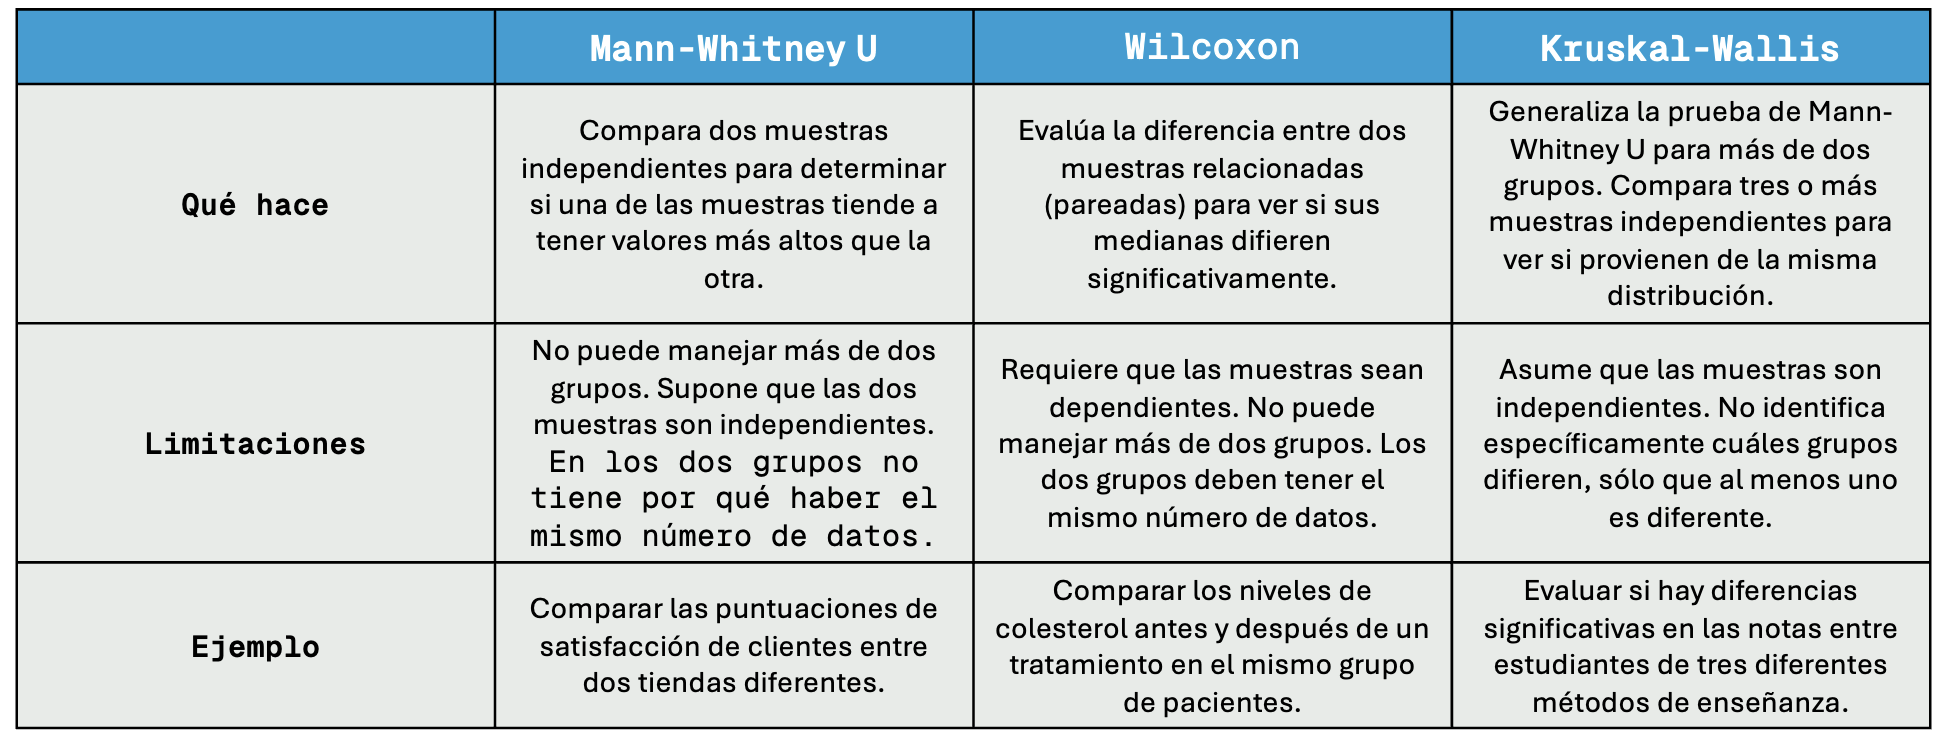 Mann-Whitney U
Wilcoxon
Kruskal-Wallis
Qué hace
Compara dos muestras
independientes para determinar
si una de las muestras tiende a
tener valores más altos que la
otra.
Evalúa la diferencia entre dos
muestras relacionadas
(pareadas) para ver si sus
medianas difieren
significativamente.
Generaliza la prueba de Mann-
Whitney U para más de dos
grupos. Compara tres o más
muestras independientes para
ver si provienen de la misma
distribución.
Limitaciones
No puede manejar más de dos
grupos. Supone que las dos
muestras son independientes.
En los dos grupos no
tiene por qué haber el
mismo número de datos.
Requiere que las muestras sean
dependientes. No puede
manejar más de dos grupos. Los
dos grupos deben tener el
mismo número de datos.
Asume que las muestras son
independientes. No identifica
específicamente cuáles grupos
difieren, sólo que al menos uno
es diferente.
Ejemplo
Comparar las puntuaciones de
satisfacción de clientes entre
dos tiendas diferentes.
Comparar los niveles de
colesterol antes y después de un
tratamiento en el mismo grupo
de pacientes.
Evaluar si hay diferencias
significativas en las notas entre
estudiantes de tres diferentes
métodos de enseñanza.